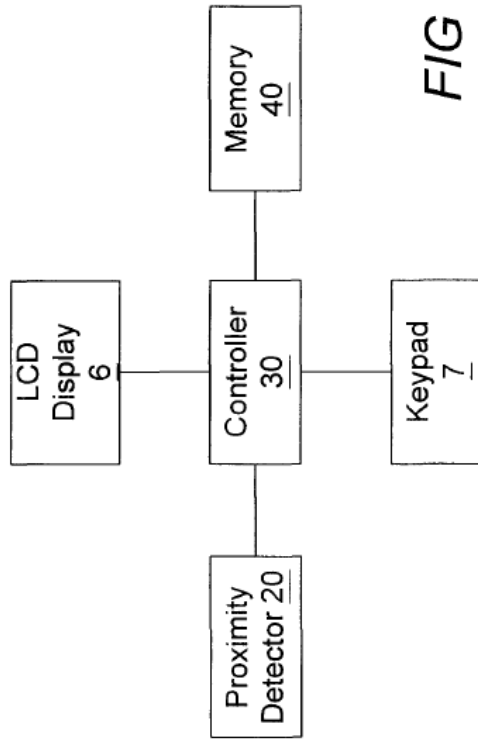 LCD
Display
6
Proximity
Detector 20
Controller
30
Memory
40
Keypad
7
FIG